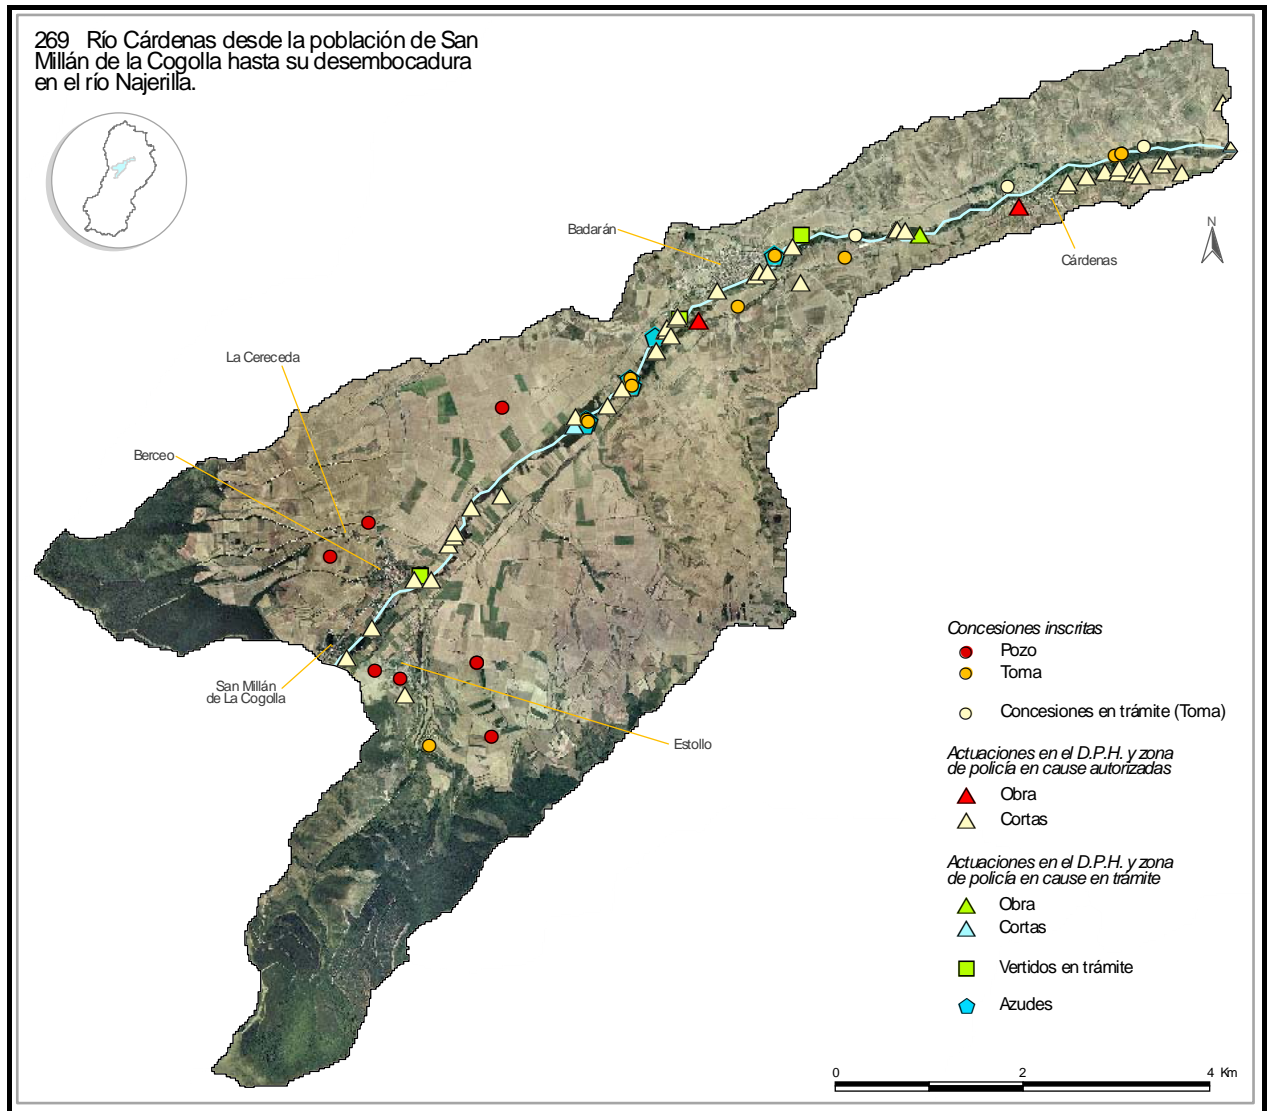 269 Río Cárdenas desde la población de San
Millán de la Cogolla hasta su desembocadura
en el río Najerilla.
N
Badarán
Cárdenas
La Cereceda
Berceo
San Millán
de La Cogolla
Estollo
Concesiones inscritas
Pozo
Toma
Concesiones en trámite (Toma)
Actuaciones en el D.P.H. y zona
de policía en cause autorizadas
Obra
Cortas
Actuaciones en el D.P.H. y zona
de policía en cause en trámite
Obra
Cortas
Vertidos en trámite
Azudes
0 2 4 Km